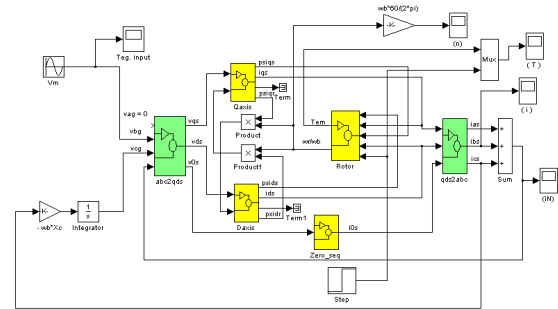 wb*60/(2*pi)
-K-
(n)
Teg. input
Vm
psiqs
iqs
psiqr
Qaxis
Term
Mux
( T )
vag = 0
vbg
vcg
vqs
vds
v0s
abc2qds
×
Product
×
Product1
Tem
wr/wb
Rotor
( i )
ias
ibs
ics
qds2abc
+
+
+
Sum
(iN)
psids
ids
psidr
Daxis
Term1
-K-
- wb*Xc
1
s
Integrator
i0s
Zero_seq
Step